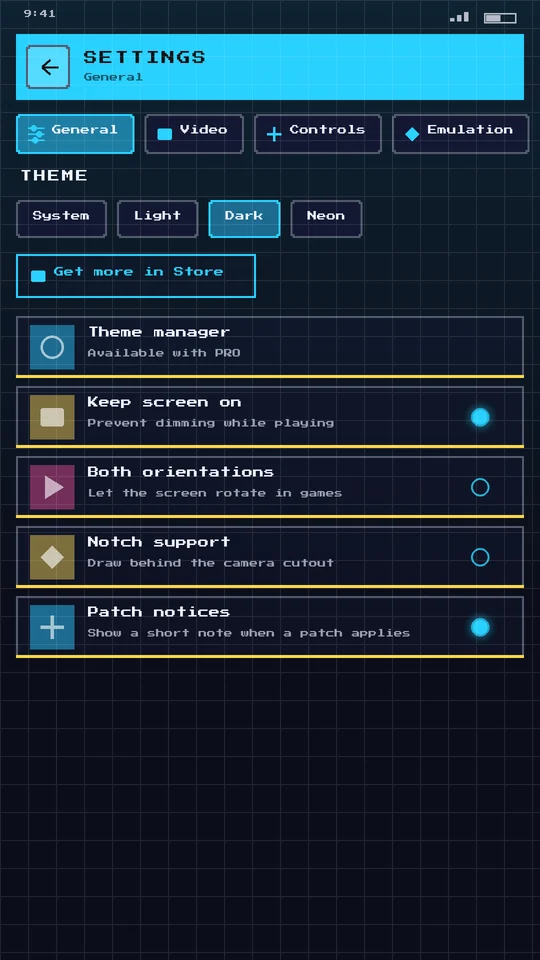 9:41
SETTINGS
General
General
Video
Controls
Emulation
THEME
System
Light
Dark
Neon
Get more in Store
Theme manager
Available with PRO
Keep screen on
Prevent dimming while playing
Both orientations
Let the screen rotate in games
Notch support
Draw behind the camera cutout
Patch notices
Show a short note when a patch applies